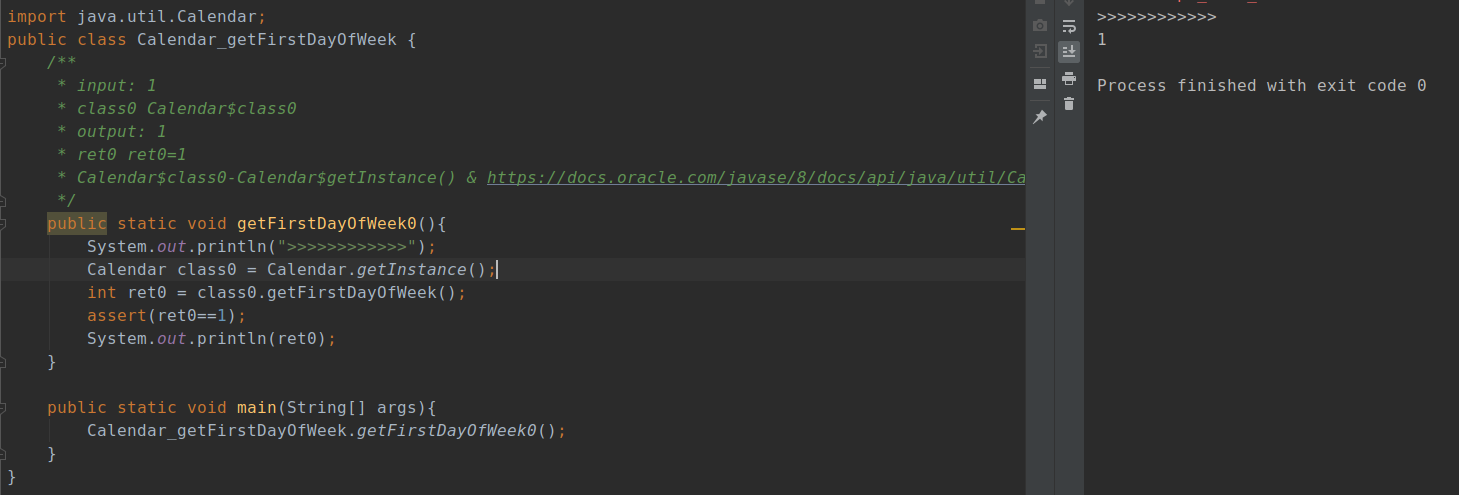 import java.util.Calendar;
public class Calendar_getFirstDayOfWeek {
/**
* input: 1
* class0 Calendar$class0
* output: 1
* ret0 ret0=1
* Calendar$class0-Calendar$getInstance() & https://docs.oracle.com/javase/8/docs/api/java/util/Ca
*/
public static void getFirstDayOfWeek0(){
System.out.println(">>>>>>>>>>>>");
Calendar class0 = Calendar.getInstance();
int ret0 = class0.getFirstDayOfWeek();
assert(ret0==1);
System.out.println(ret0);
}
public static void main(String[] args){
Calendar_getFirstDayOfWeek.getFirstDayOfWeek0();
}
}
>>>>>>>>>>>>
1
Process finished with exit code 0